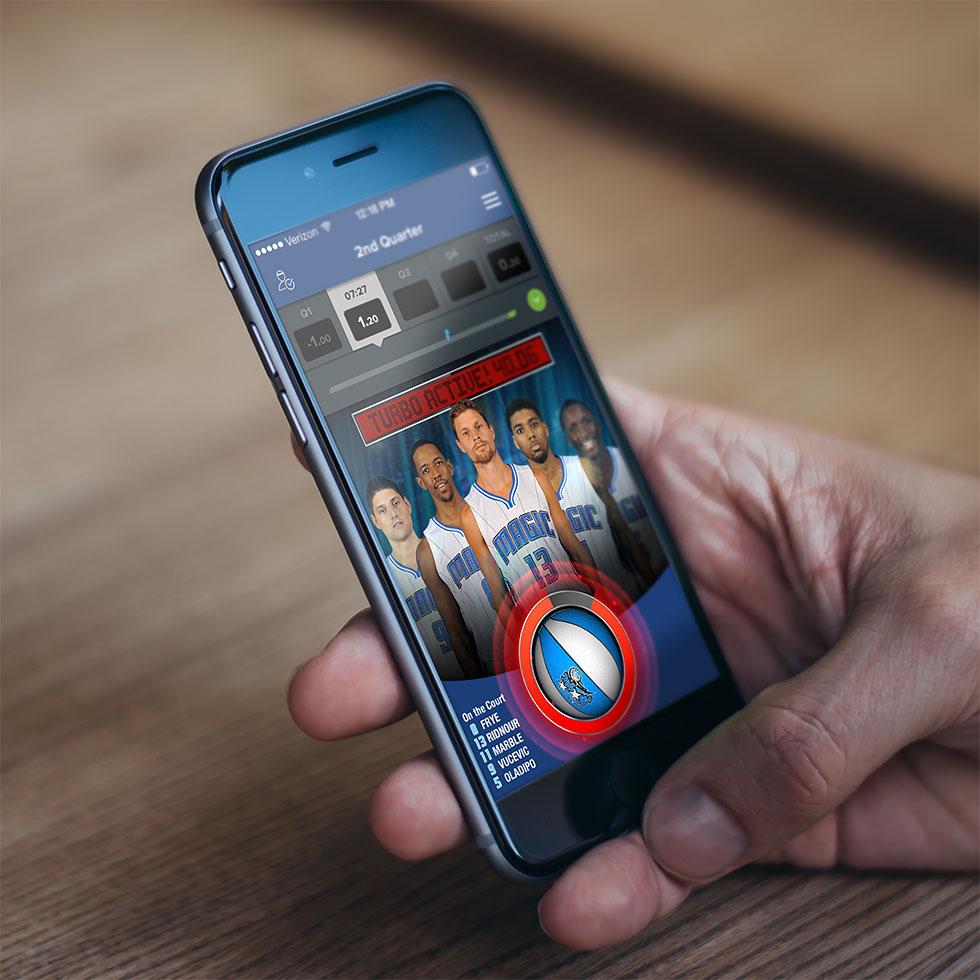 Verizon 12:18 PM
2nd Quarter
Q1 07:27 Q3 Q4 TOTAL
-1.00 1.20 0.20
TURBO ACTIVE! 40.06
MAGIC
MAGIC
13
9
On the Court
8 FRYE
13 RIDNOUR
11 MARBLE
9 VUCEVIC
5 OLADIPO